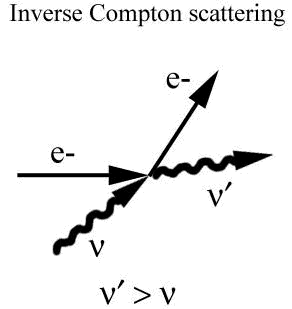 Inverse Compton scattering
e-
e-
ν′
ν
ν′ > ν